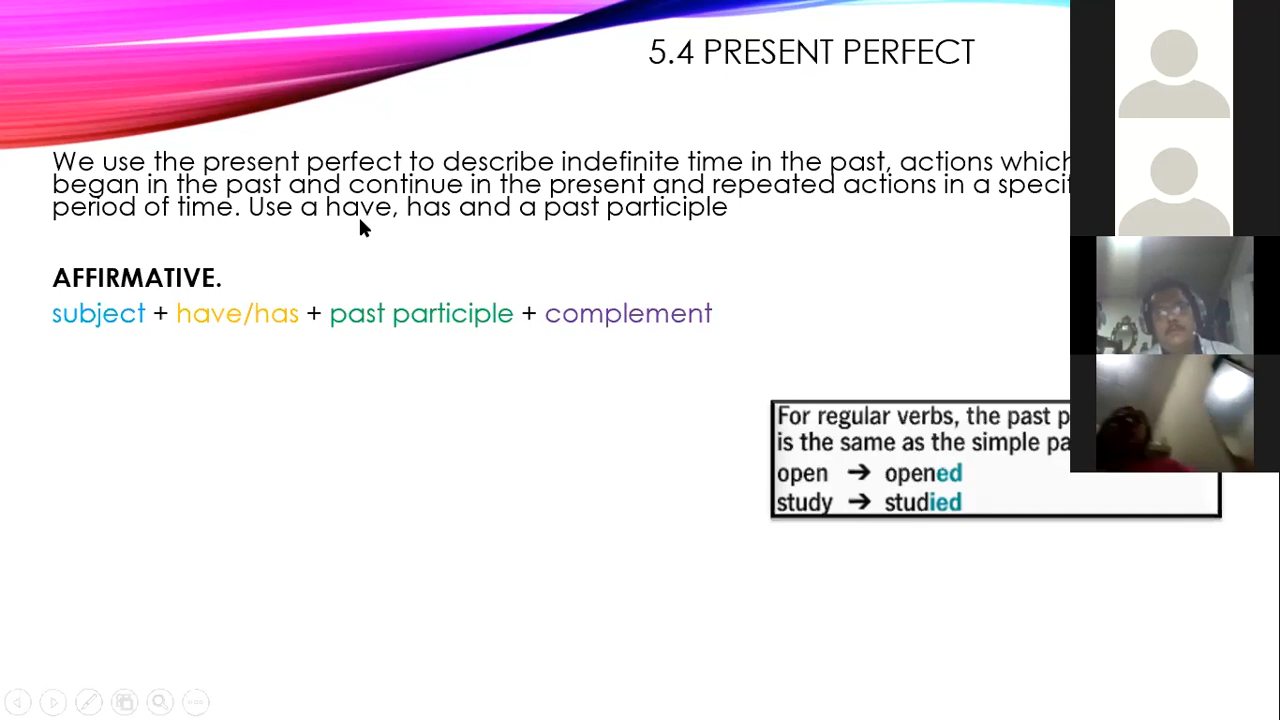 5.4 PRESENT PERFECT
We use the present perfect to describe indefinite time in the past, actions which
began in the past and continue in the present and repeated actions in a
period of time. Use a have, has and a past participle
AFFIRMATIVE.
subject + have/has + past participle + complement
For regular verbs, the past
is the same as the simple
open → opened
study → studied